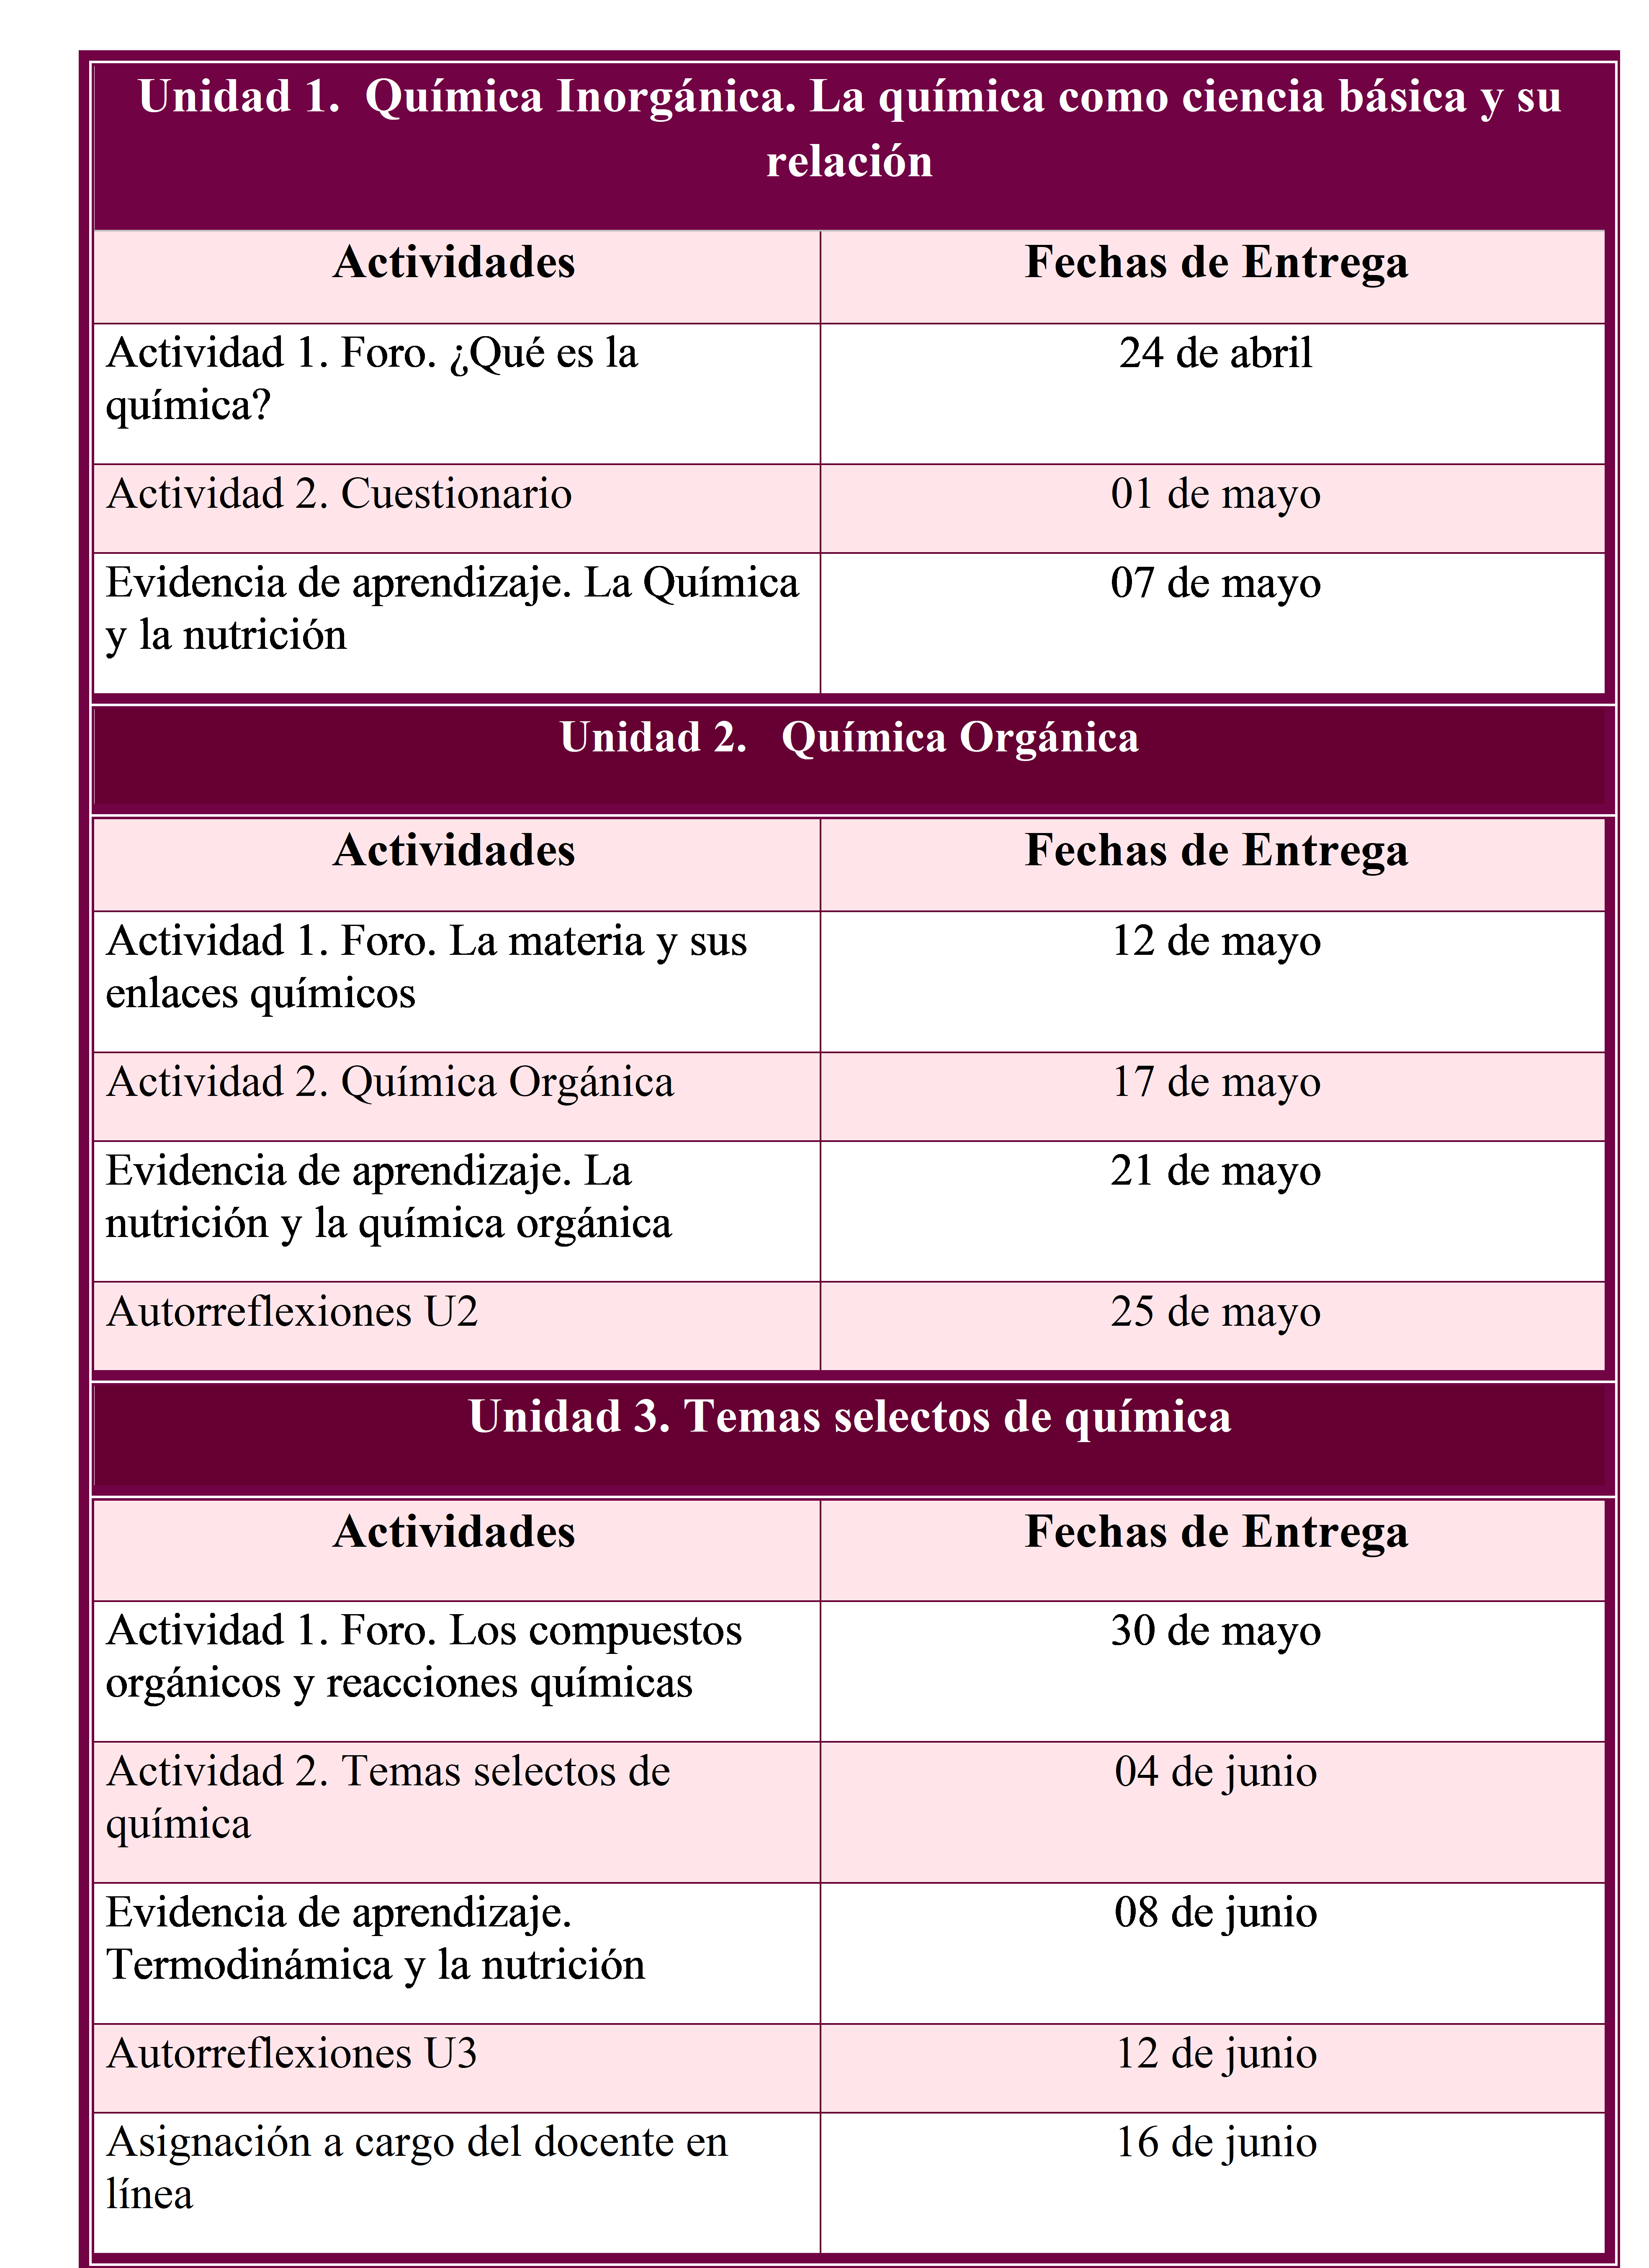 Unidad 1.  Química Inorgánica. La química como ciencia básica y su
relación
Actividades
Fechas de Entrega
Actividad 1. Foro. ¿Qué es la
química?
24 de abril
Actividad 2. Cuestionario
01 de mayo
Evidencia de aprendizaje. La Química
y la nutrición
07 de mayo
Unidad 2.   Química Orgánica
Actividades
Fechas de Entrega
Actividad 1. Foro. La materia y sus
enlaces químicos
12 de mayo
Actividad 2. Química Orgánica
17 de mayo
Evidencia de aprendizaje. La
nutrición y la química orgánica
21 de mayo
Autorreflexiones U2
25 de mayo
Unidad 3. Temas selectos de química
Actividades
Fechas de Entrega
Actividad 1. Foro. Los compuestos
orgánicos y reacciones químicas
30 de mayo
Actividad 2. Temas selectos de
química
04 de junio
Evidencia de aprendizaje.
Termodinámica y la nutrición
08 de junio
Autorreflexiones U3
12 de junio
Asignación a cargo del docente en
línea
16 de junio